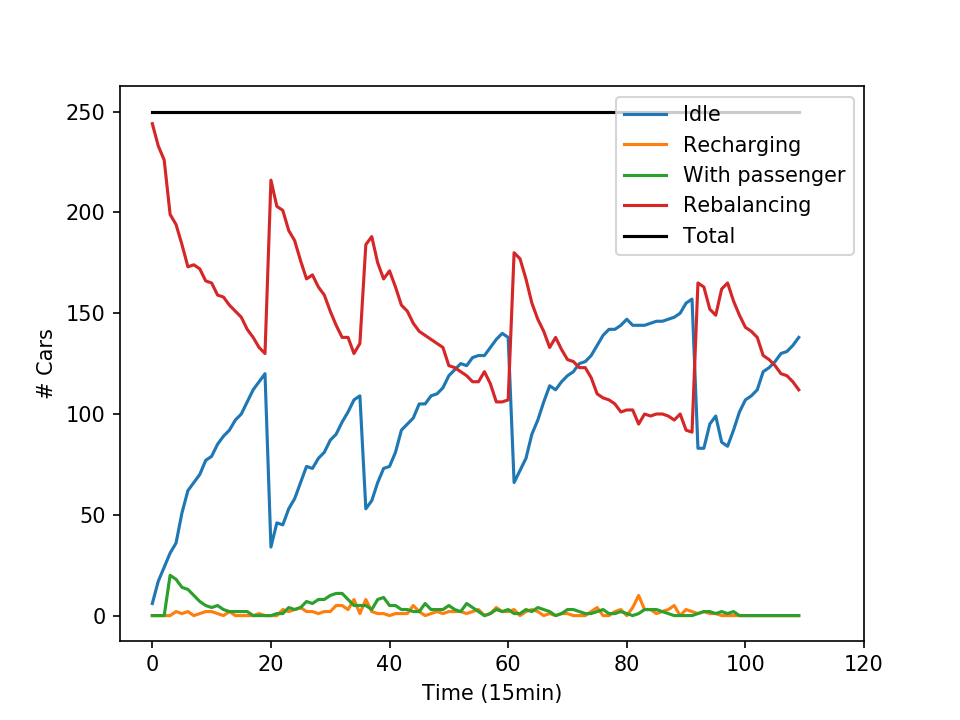 250
200
150
100
50
0
# Cars
Idle
Recharging
With passenger
Rebalancing
Total
0 20 40 60 80 100 120
Time (15min)